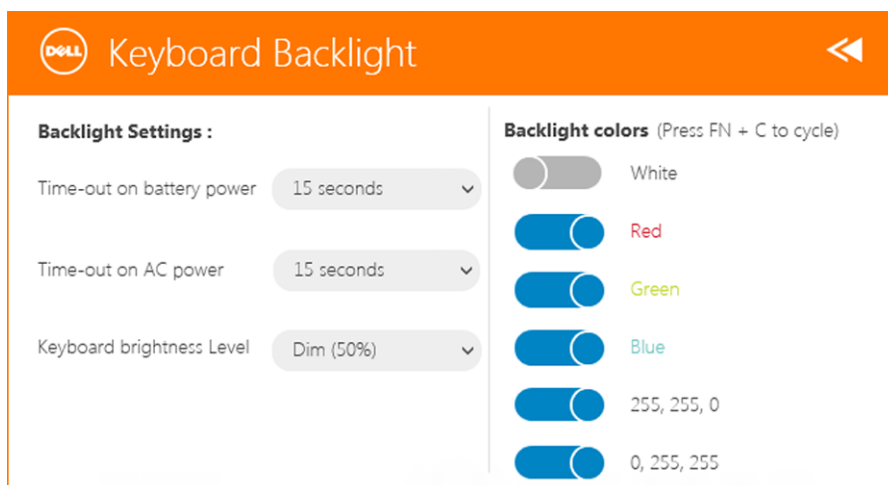 DELL Keyboard Backlight
Backlight Settings :
Time-out on battery power 15 seconds
Time-out on AC power 15 seconds
Keyboard brightness Level Dim (50%)
Backlight colors (Press FN + C to cycle)
White
Red
Green
Blue
255, 255, 0
0, 255, 255